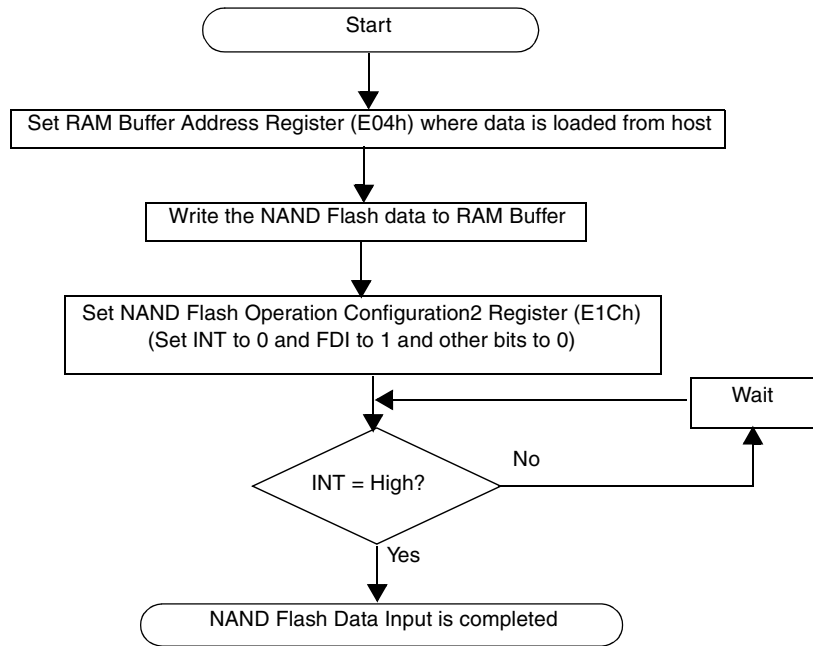 Start
Set RAM Buffer Address Register (E04h) where data is loaded from host
Write the NAND Flash data to RAM Buffer
Set NAND Flash Operation Configuration2 Register (E1Ch)
(Set INT to 0 and FDI to 1 and other bits to 0)
Wait
No
INT = High?
Yes
NAND Flash Data Input is completed